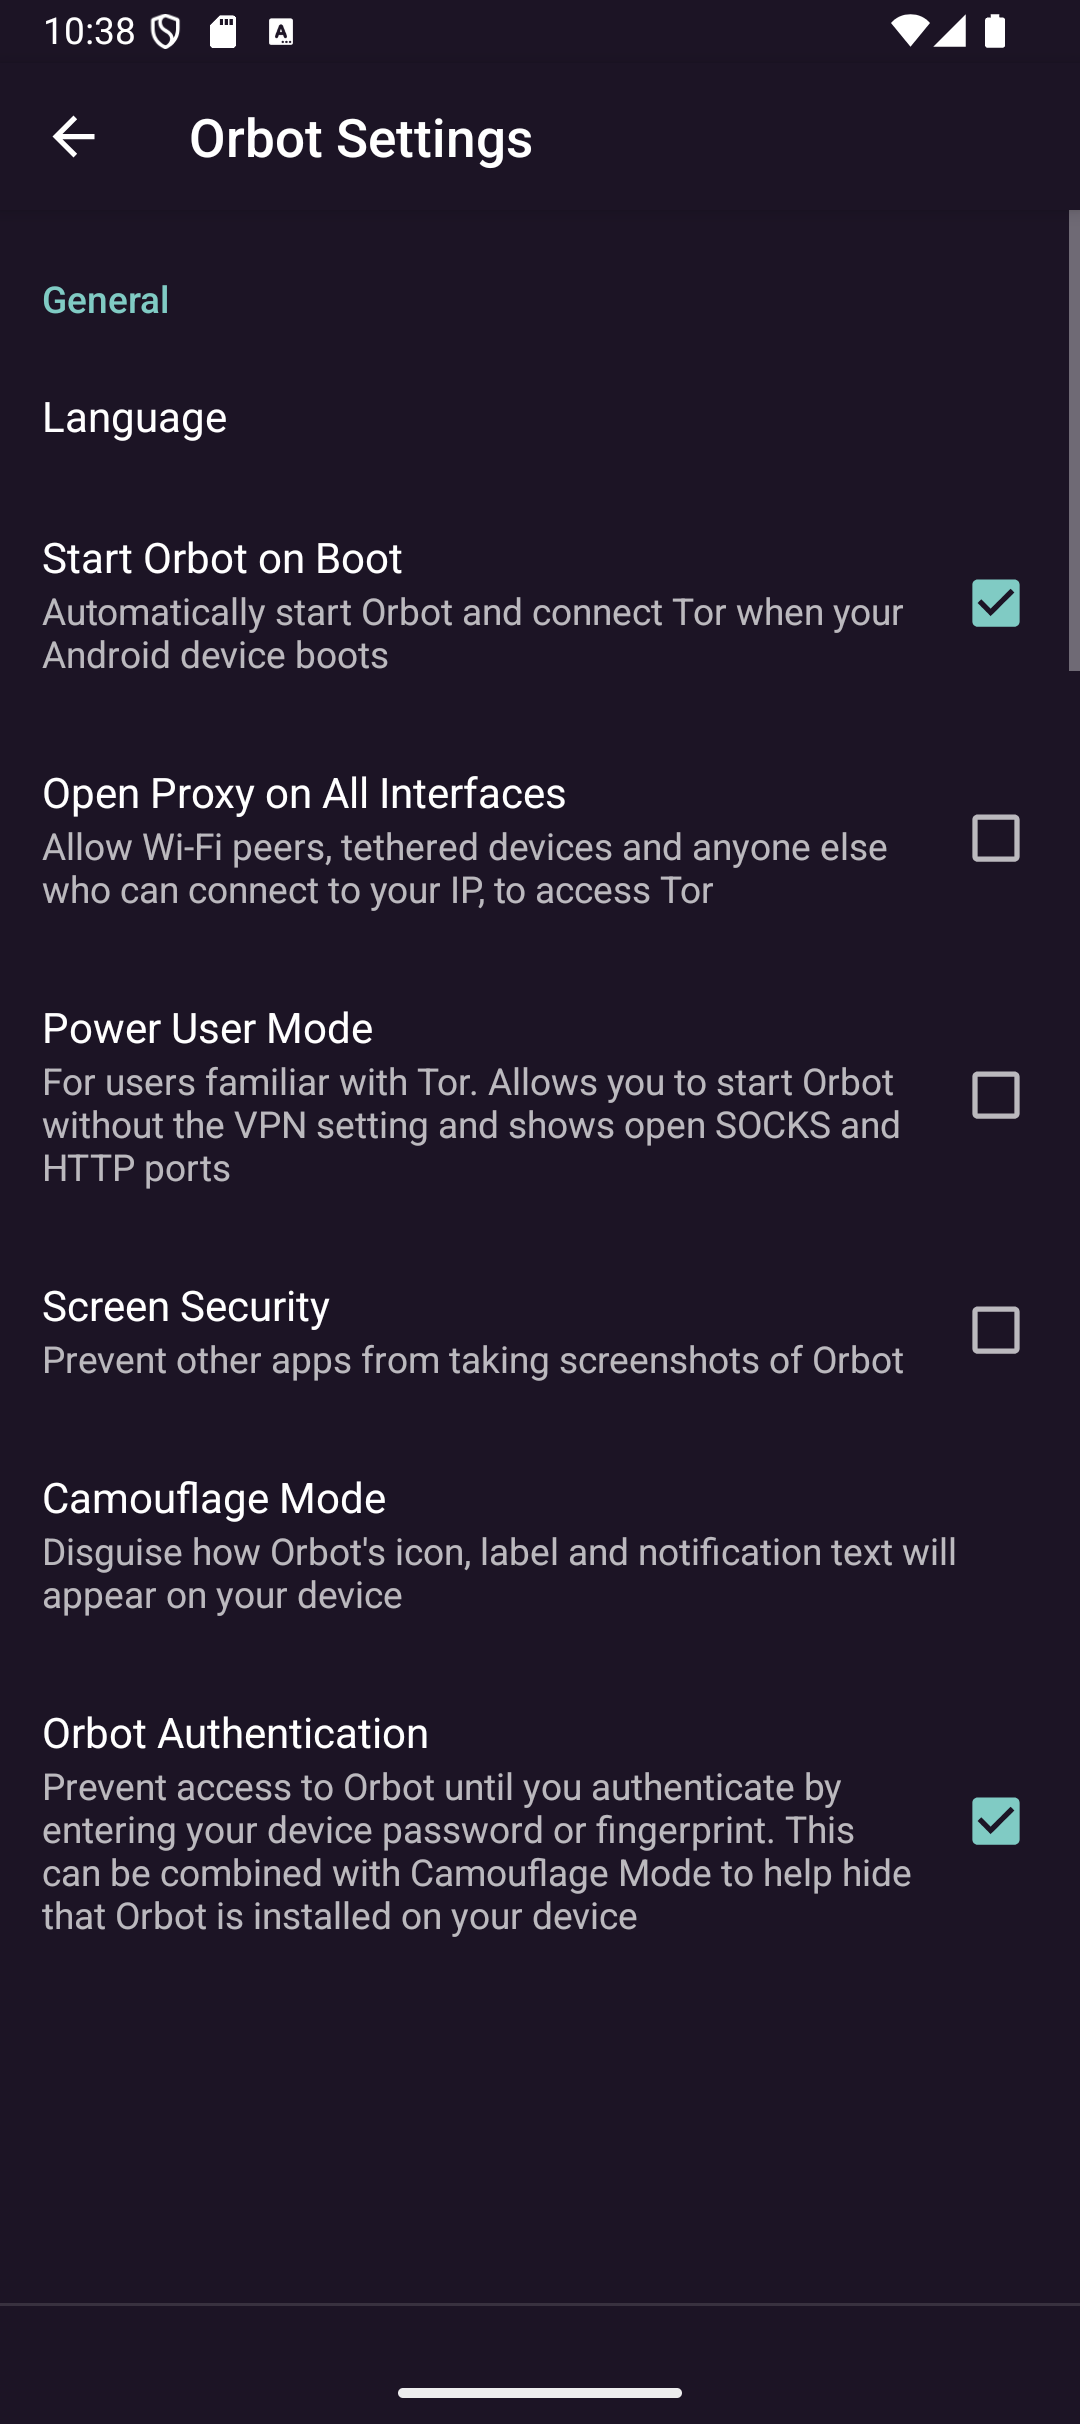 10:38
Orbot Settings
General
Language
Start Orbot on Boot
Automatically start Orbot and connect Tor when your
Android device boots
Open Proxy on All Interfaces
Allow Wi-Fi peers, tethered devices and anyone else
who can connect to your IP, to access Tor
Power User Mode
For users familiar with Tor. Allows you to start Orbot
without the VPN setting and shows open SOCKS and
HTTP ports
Screen Security
Prevent other apps from taking screenshots of Orbot
Camouflage Mode
Disguise how Orbot's icon, label and notification text will
appear on your device
Orbot Authentication
Prevent access to Orbot until you authenticate by
entering your device password or fingerprint. This
can be combined with Camouflage Mode to help hide
that Orbot is installed on your device